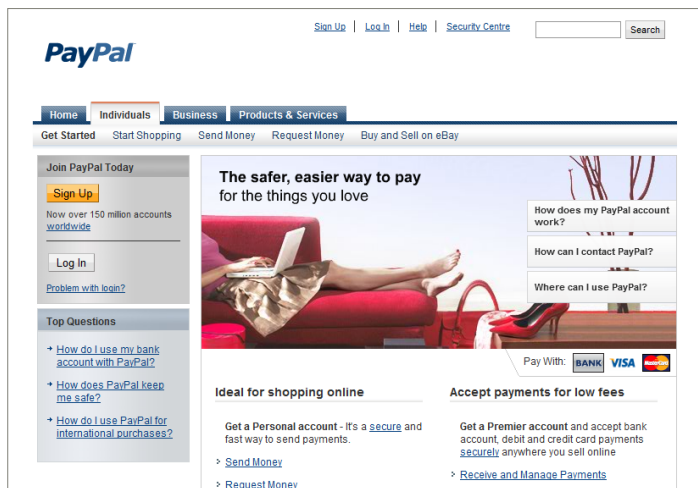 Sign Up | Log In | Help | Security Centre
Search
PayPal
Home
Individuals
Business
Products & Services
Get Started
Start Shopping
Send Money
Request Money
Buy and Sell on eBay
Join PayPal Today
Sign Up
Now over 150 million accounts
worldwide
Log In
Problem with login?
Top Questions
How do I use my bank
account with PayPal?
How does PayPal keep
me safe?
How do I use PayPal for
international purchases?
The safer, easier way to pay
for the things you love
How does my PayPal account
work?
How can I contact PayPal?
Where can I use PayPal?
Pay With: BANK VISA MasterCard
Ideal for shopping online
Get a Personal account - It's a secure and
fast way to send payments.
Send Money
Request Money
Accept payments for low fees
Get a Premier account and accept bank
account, debit and credit card payments
securely anywhere you sell online
Receive and Manage Payments